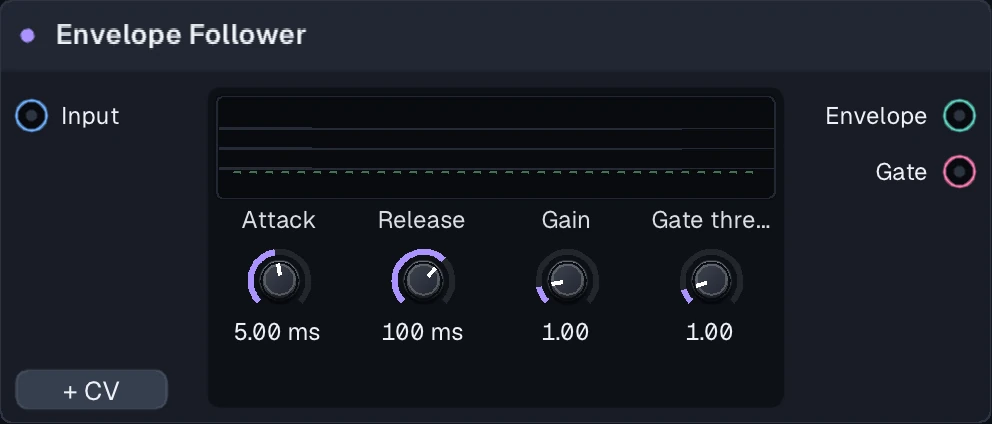 Envelope Follower
Input
Envelope
Gate
Attack
Release
Gain
Gate thre...
5.00 ms
100 ms
1.00
1.00
+ CV